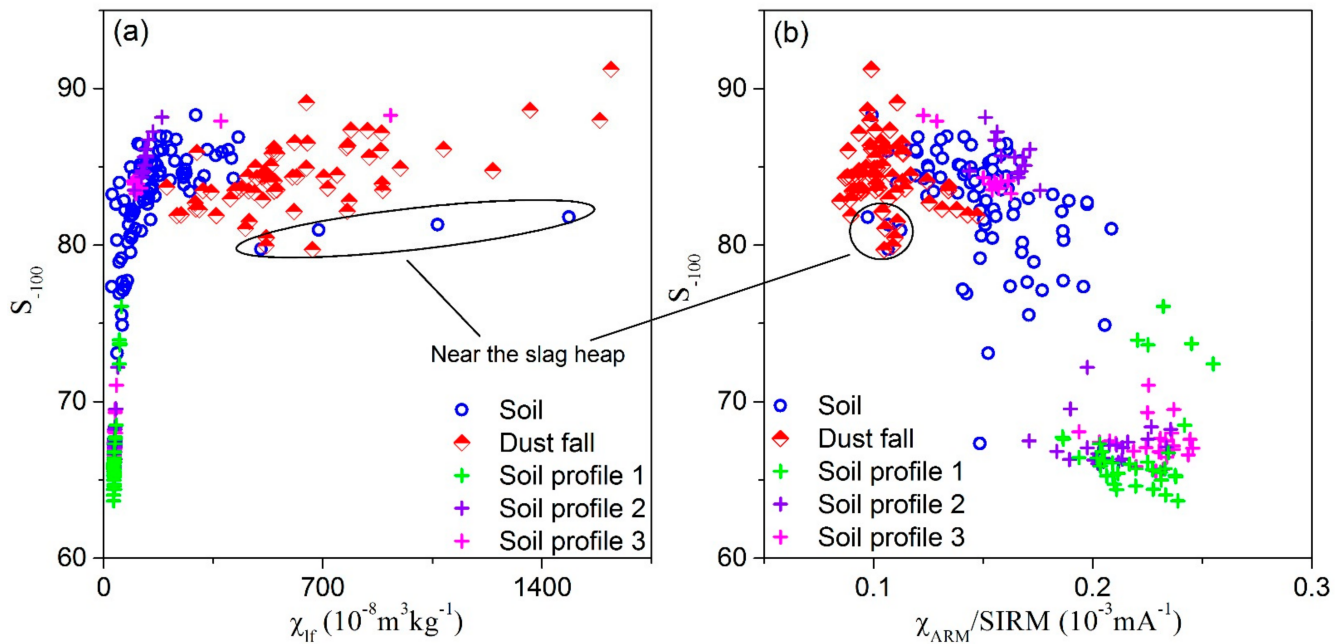 (a)
90
80
70
60
S-100
Near the slag heap
Soil
Dust fall
Soil profile 1
Soil profile 2
Soil profile 3
0
700
1400
χlf (10⁻⁸m³kg⁻¹)
(b)
90
80
70
60
S-100
Soil
Dust fall
Soil profile 1
Soil profile 2
Soil profile 3
0.1
0.2
0.3
χARM/SIRM (10⁻³mA⁻¹)